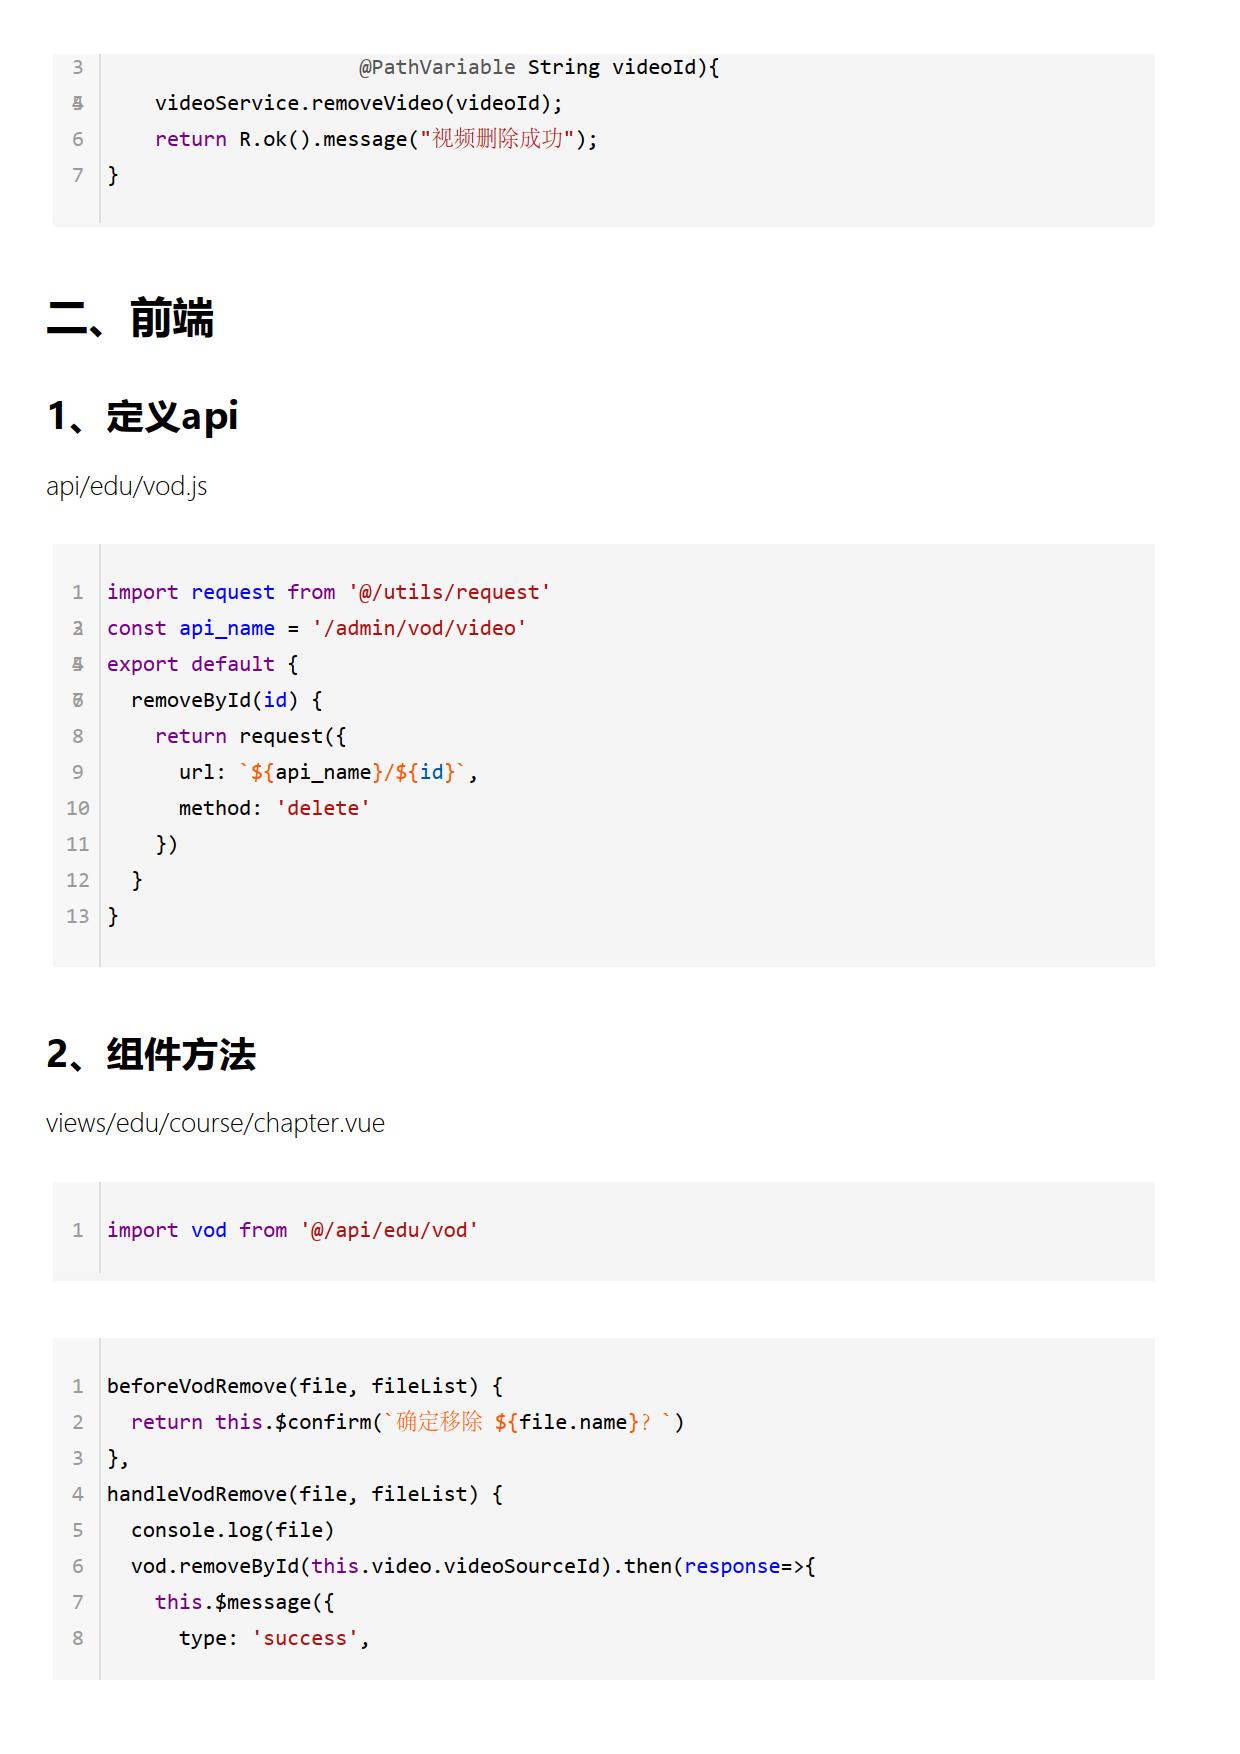 3 @PathVariable String videoId){
videoService.removeVideo(videoId);
6 return R.ok().message("视频删除成功");
7 }
二、前端
1、定义api
api/edu/vod.js
1 import request from '@/utils/request'
const api_name = '/admin/vod/video'
export default {
removeById(id) {
8 return request({
9 url: `${api_name}/${id}`,
10 method: 'delete'
11 })
12 }
13 }
2、组件方法
views/edu/course/chapter.vue
1 import vod from '@/api/edu/vod'
1 beforeVodRemove(file, fileList) {
2 return this.$confirm(`确定移除 ${file.name}？`)
3 },
4 handleVodRemove(file, fileList) {
5 console.log(file)
6 vod.removeById(this.video.videoSourceId).then(response=>{
7 this.$message({
8 type: 'success',